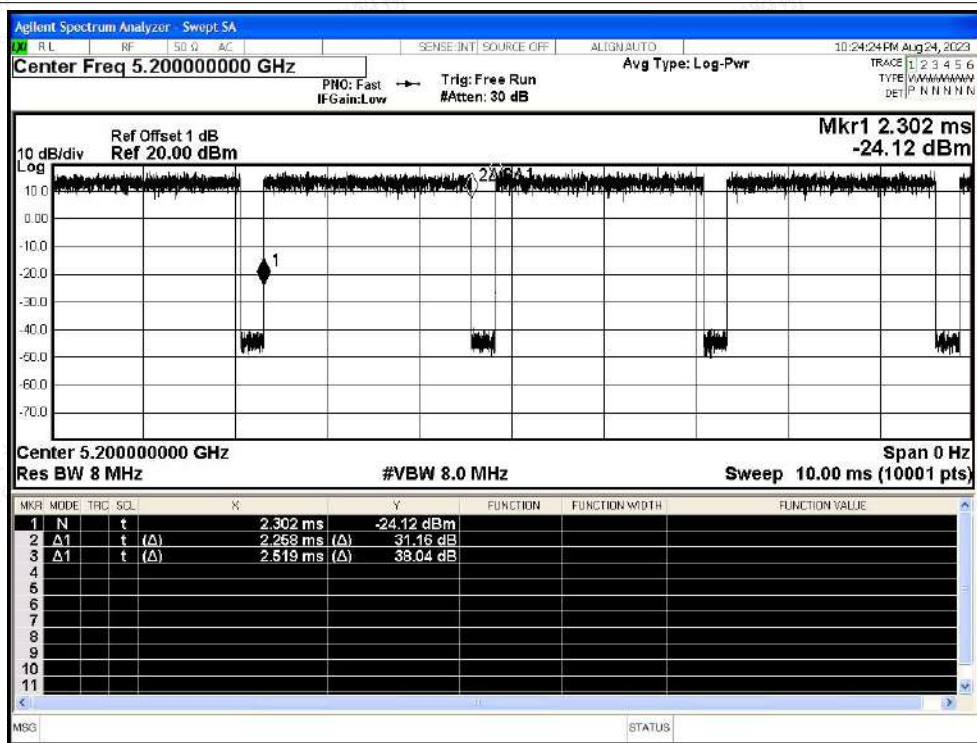 Agilent Spectrum Analyzer - Swept SA
LXI RL RF 50 Ω AC SENSE:INT SOURCE OFF ALIGN AUTO 10:24:24 PM Aug 24, 2023
Center Freq 5.200000000 GHz
PNO: Fast
IFGain:Low
Trig: Free Run
#Atten: 30 dB
Avg Type: Log-Pwr
TRACE 1 2 3 4 5 6
TYPE
DET P N N N N N
Ref Offset 1 dB
Ref 20.00 dBm
10 dB/div
Log
Mkr1 2.302 ms
-24.12 dBm
10.0
0.00
-10.0
-20.0
-30.0
-40.0
-50.0
-60.0
-70.0
1
Center 5.200000000 GHz Span 0 Hz
Res BW 8 MHz #VBW 8.0 MHz Sweep 10.00 ms (10001 pts)
MKR MODE TRC SCL X Y FUNCTION FUNCTION WIDTH FUNCTION VALUE
1 N t 2.302 ms -24.12 dBm
2 Δ1 t (Δ) 2.258 ms (Δ) 31.16 dB
3 Δ1 t (Δ) 2.519 ms (Δ) 38.04 dB
4
5
6
7
8
9
10
11
MSG STATUS